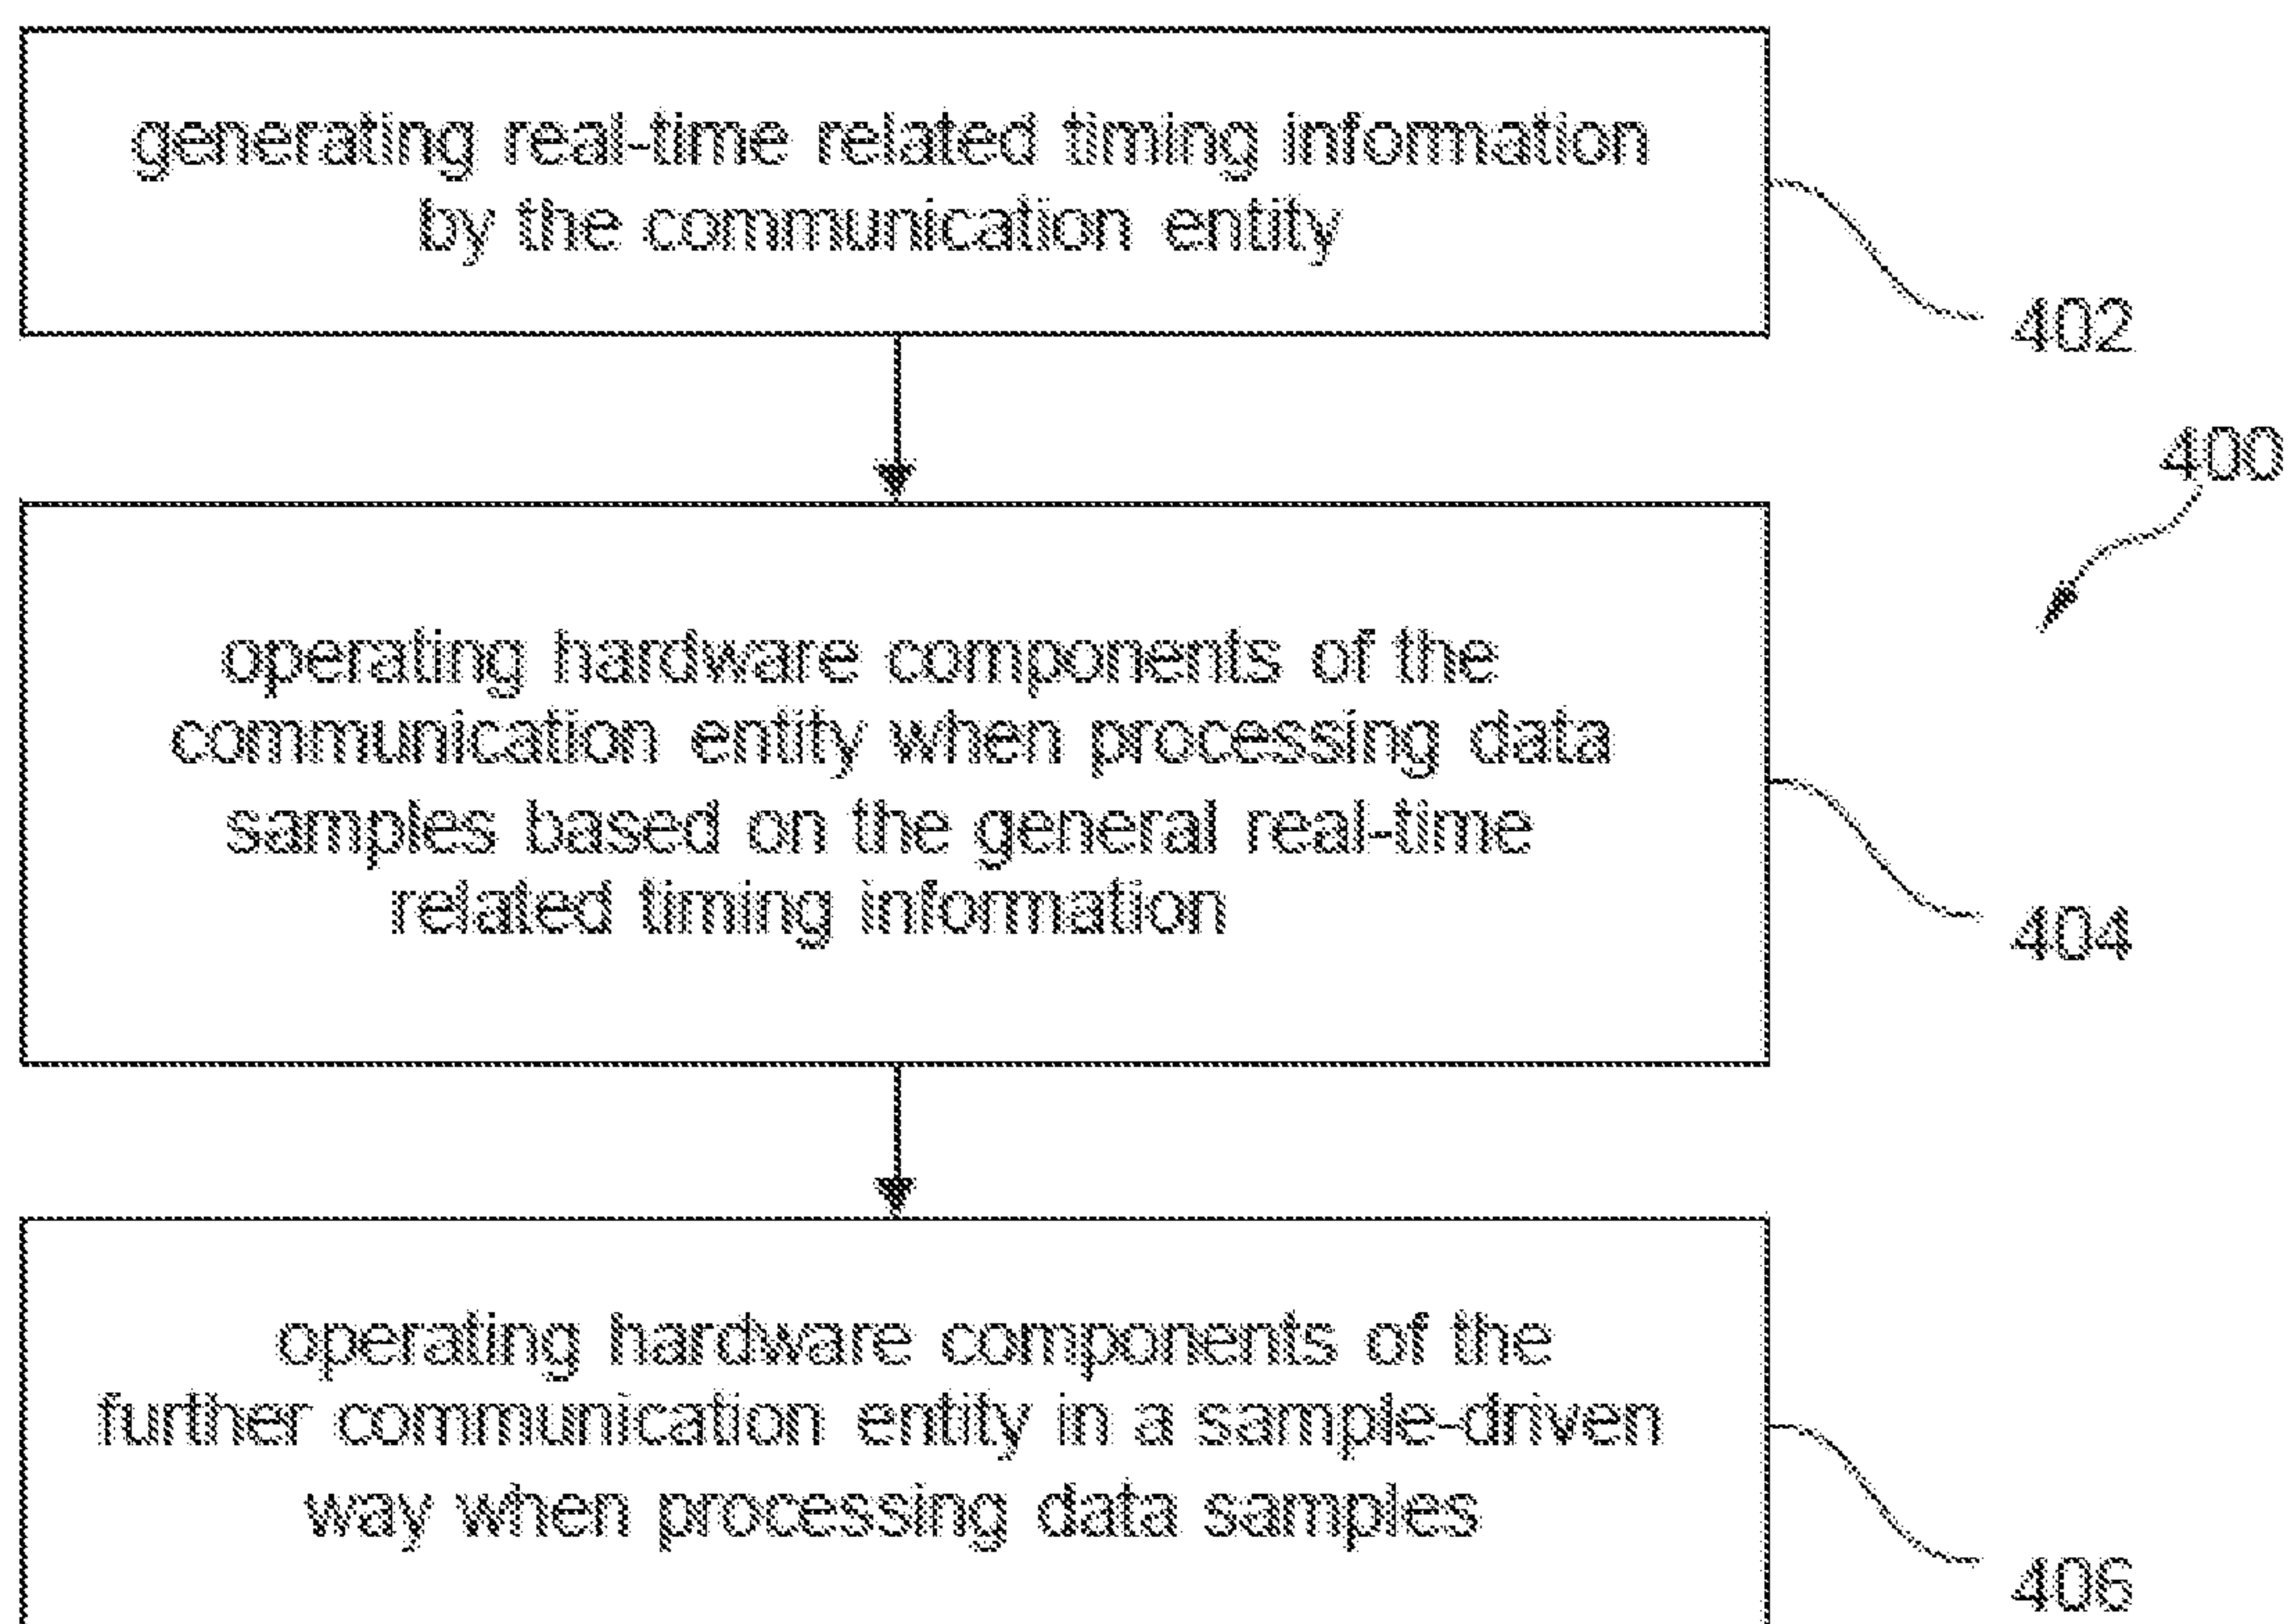 generating real-time related timing information
by the communication entity
402
400
operating hardware components of the
communication entity when processing data
samples based on the general real-time
related timing information
404
operating hardware components of the
further communication entity in a sample-driven
way when processing data samples
406